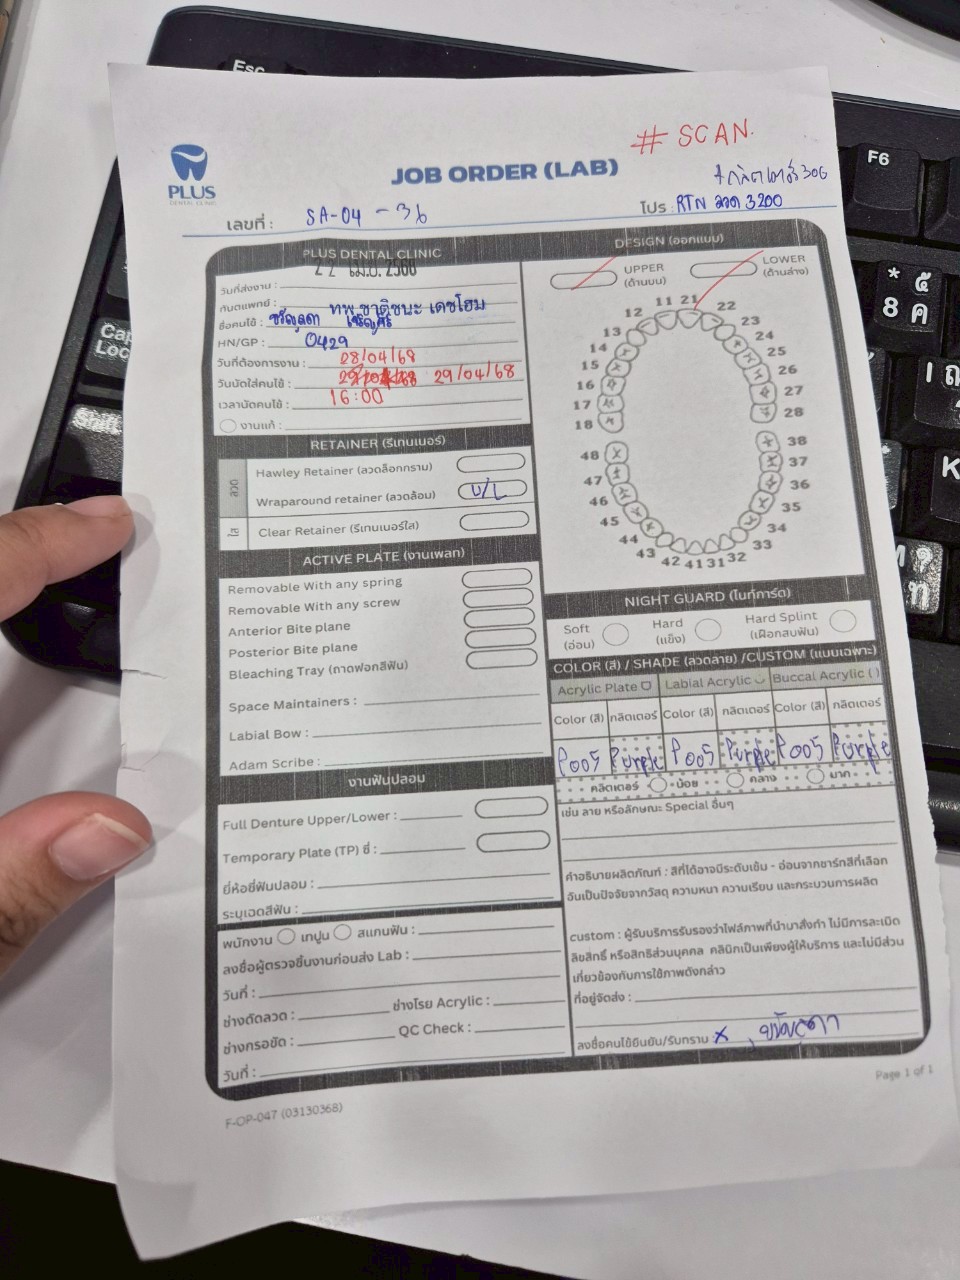 Esc
F6
* ๕
8 ค
Shift
# SCAN.
PLUS
DENTAL CLINIC
JOB ORDER (LAB)
เลขที่ : SA-04 -36
โปร : RTN ลวด 3200
PLUS DENTAL CLINIC
วันที่ส่งงาน : 22 เม.ย. 2568
ทันตแพทย์ : ทพ.ชาติชนะ เดชโฮม
ชื่อคนไข้ :
HN/GP : 0429
วันที่ต้องการงาน : 28/04/68
วันนัดใส่คนไข้ : 29/04/68
เวลานัดคนไข้ : 16:00
งานแก้ :
DESIGN (ออกแบบ)
UPPER
(ด้านบน)
LOWER
(ด้านล่าง)
11 21
12 22
13 23
14 24
15 25
16 26
17 27
18 28
48 38
47 37
46 36
45 35
44 34
43 33
42 41 31 32
RETAINER (รีเทนเนอร์)
ลวด
Hawley Retainer (ลวดล็อกกราม)
Wraparound retainer (ลวดล้อม) U/L
ใส
Clear Retainer (รีเทนเนอร์ใส)
ACTIVE PLATE (งานเพลท)
Removable With any spring
Removable With any screw
Anterior Bite plane
Posterior Bite plane
Bleaching Tray (ถาดฟอกสีฟัน)
Space Maintainers :
Labial Bow :
Adam Scribe :
NIGHT GUARD (ไนท์การ์ด)
Soft
(อ่อน)
Hard
(แข็ง)
Hard Splint
(เฝือกสบฟัน)
COLOR (สี) / SHADE (ลวดลาย) /CUSTOM (แบบเฉพาะ)
Acrylic Plate Labial Acrylic Buccal Acrylic ( )
Color (สี) กลิตเตอร์ Color (สี) กลิตเตอร์ Color (สี) กลิตเตอร์
P005 Purple P005 Purple P005 Purple
กลิตเตอร์ น้อย กลาง มาก
เช่น ลาย หรือลักษณะ Special อื่นๆ
งานฟันปลอม
Full Denture Upper/Lower :
Temporary Plate (TP) ซี่ :
ยี่ห้อซี่ฟันปลอม :
ระบุเฉดสีฟัน :
คำอธิบายผลิตภัณฑ์ : สีที่ได้อาจมีระดับเข้ม - อ่อนจากชาร์ทสีที่เลือก
อันเป็นปัจจัยจากวัสดุ ความหนา ความเรียบ และกระบวนการผลิต
custom : ผู้รับบริการรับรองว่าไฟล์ภาพที่นำมาสั่งทำ ไม่มีการละเมิด
ลิขสิทธิ์ หรือสิทธิส่วนบุคคล คลินิกเป็นเพียงผู้ให้บริการ และไม่มีส่วน
เกี่ยวข้องกับการใช้ภาพดังกล่าว
พนักงาน เทปูน สแกนฟัน :
ลงชื่อผู้ตรวจชิ้นงานก่อนส่ง Lab :
วันที่ :
ช่างดัดลวด : ช่างโรย Acrylic :
ช่างกรอขัด : QC Check :
วันที่ :
ที่อยู่จัดส่ง :
ลงชื่อคนไข้ยืนยัน/รับทราบ x
F-OP-047 (03130368)
Page 1 of 1